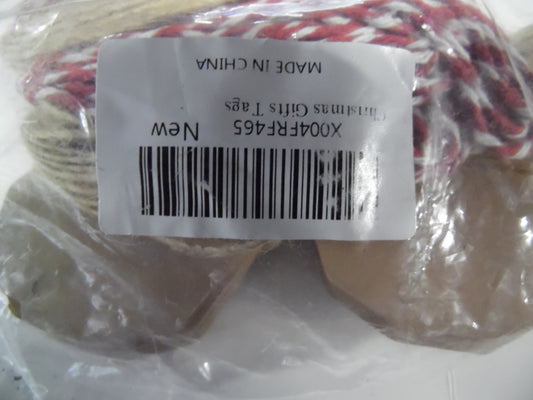 X004FRF465
New
Christmas Gifts Tags
MADE IN CHINA